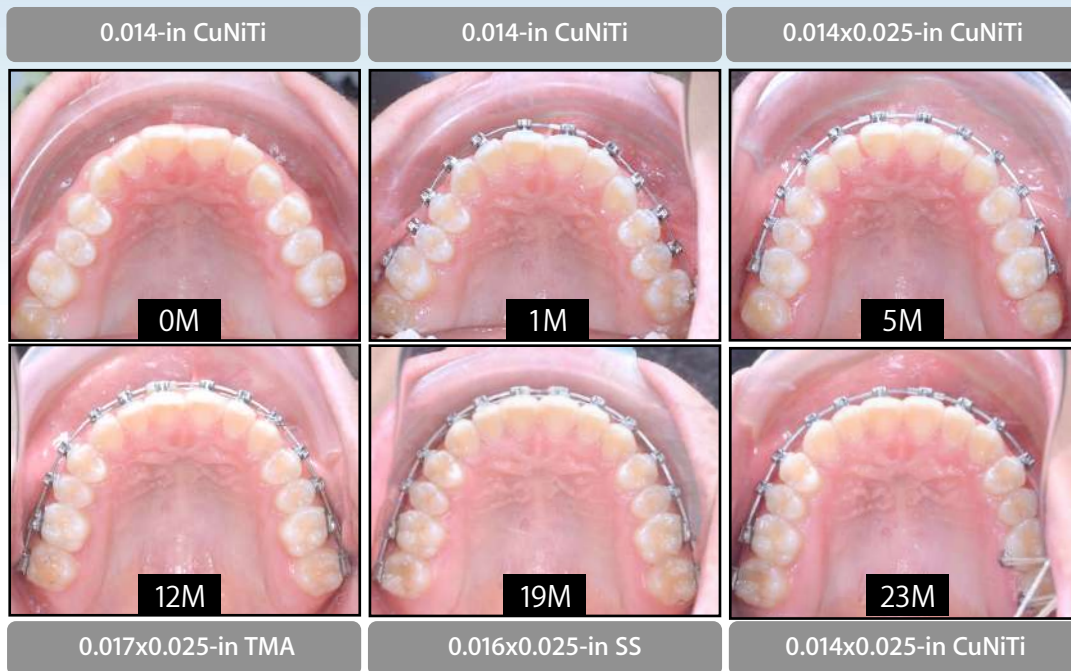 0.014-in CuNiTi
0.014-in CuNiTi
0.014x0.025-in CuNiTi
0M
1M
5M
12M
19M
23M
0.017x0.025-in TMA
0.016x0.025-in SS
0.014x0.025-in CuNiTi